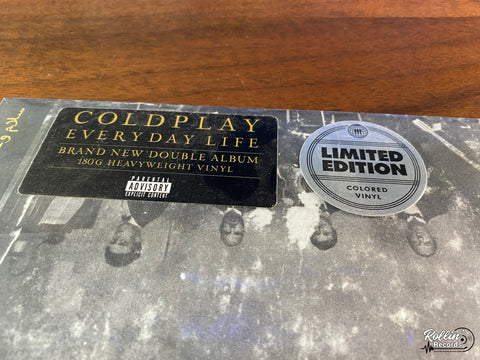 COLDPLAY
EVERYDAY LIFE
BRAND NEW DOUBLE ALBUM
180G HEAVYWEIGHT VINYL
PARENTAL
ADVISORY
EXPLICIT CONTENT
LIMITED
EDITION
COLORED
VINYL
Rollin
Records